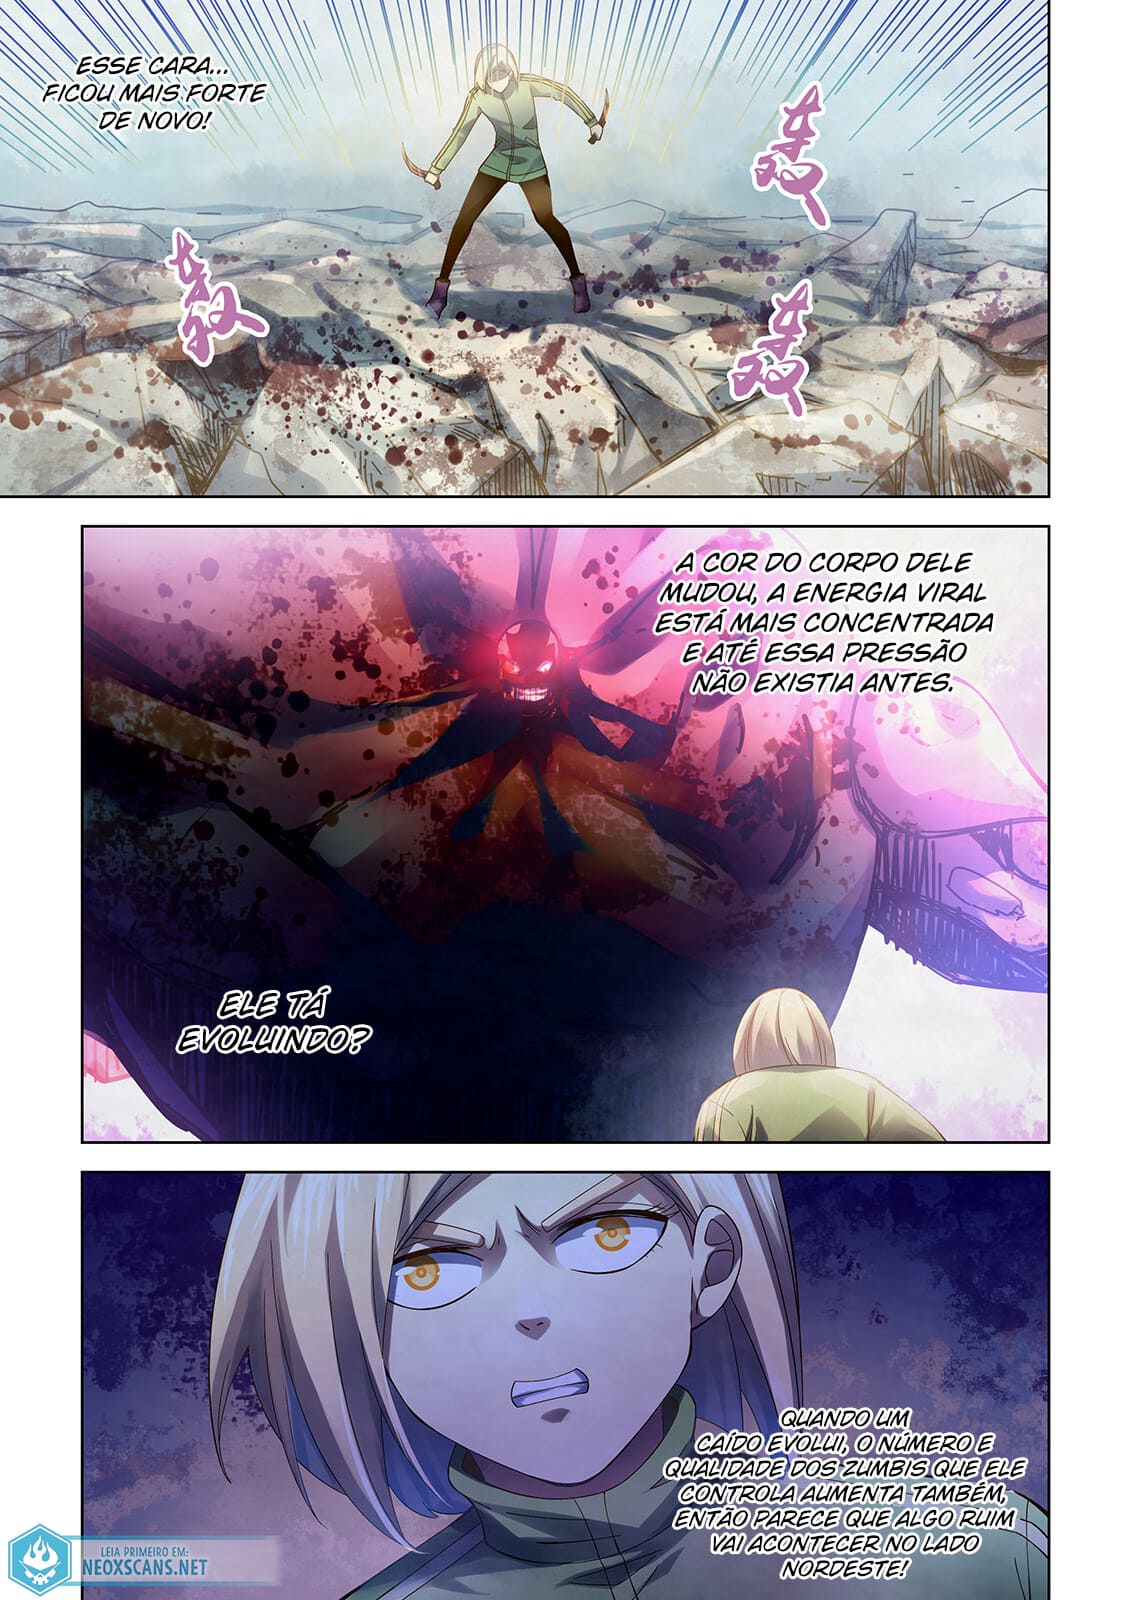 ESSE CARA...
FICOU MAIS FORTE
DE NOVO!
A COR DO CORPO DELE
MUDOU, A ENERGIA VIRAL
ESTÁ MAIS CONCENTRADA
E ATÉ ESSA PRESSÃO
NÃO EXISTIA ANTES.
ELE TÁ
EVOLUINDO?
QUANDO UM
CAÍDO EVOLUI, O NÚMERO E
QUALIDADE DOS ZUMBIS QUE ELE
CONTROLA AUMENTA TAMBÉM,
ENTÃO PARECE QUE ALGO RUIM
VAI ACONTECER NO LADO
NORDESTE!
LEIA PRIMEIRO EM:
NEOXSCANS.NET